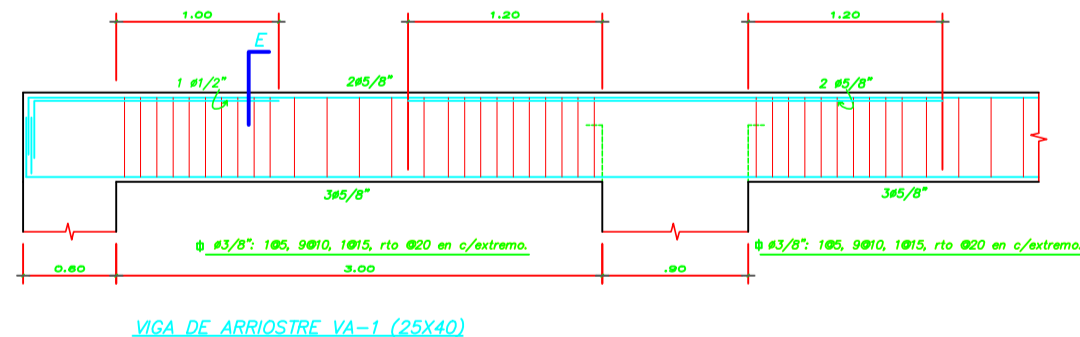 1.00
1.20
1.20
E
1 ø1/2"
2ø5/8"
2 ø5/8"
3ø5/8"
3ø5/8"
ø3/8": 1@5, 9@10, 1@15, rto @20 en c/extremo.
ø3/8": 1@5, 9@10, 1@15, rto @20 en c/extremo.
0.60
3.00
.90
VIGA DE ARRIOSTRE VA-1 (25X40)